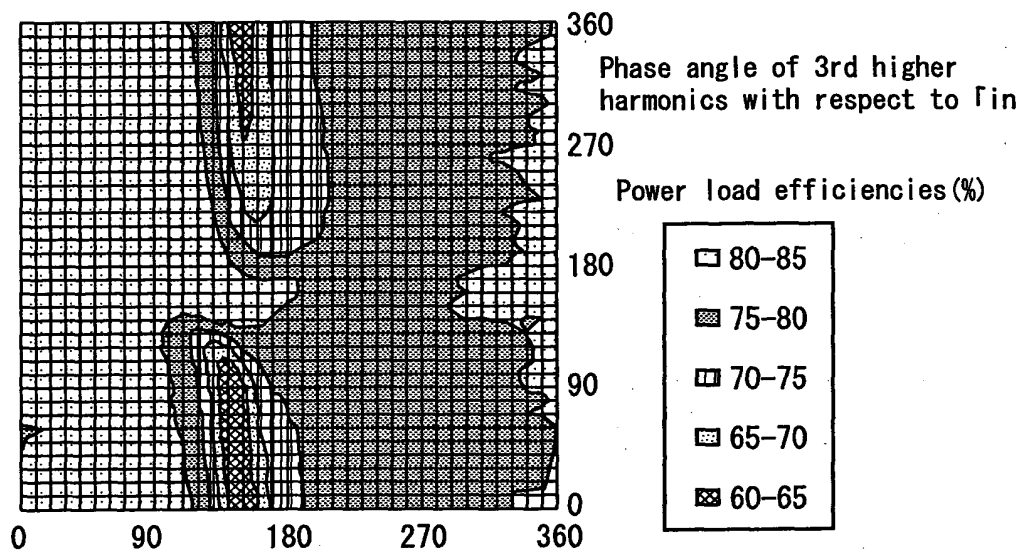 360
Phase angle of 3rd higher
harmonics with respect to Γin
270
Power load efficiencies(%)
180
90
0
80-85
75-80
70-75
65-70
60-65
0 90 180 270 360